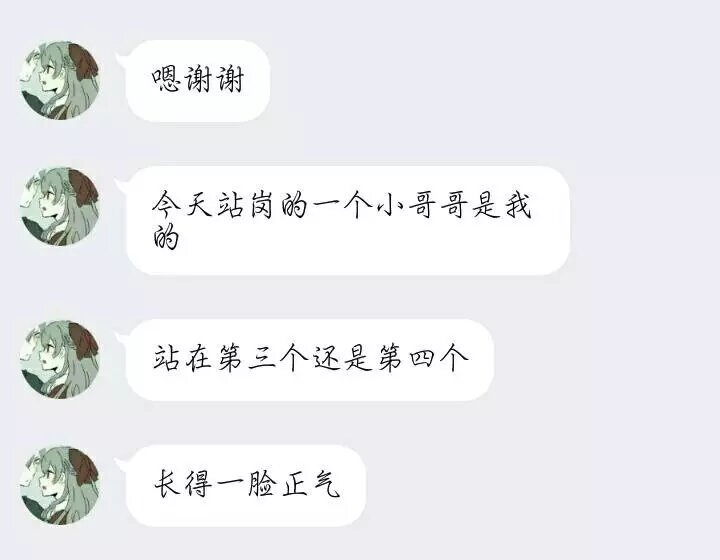 嗯谢谢
今天站岗的一个小哥哥是我
的
站在第三个还是第四个
长得一脸正气